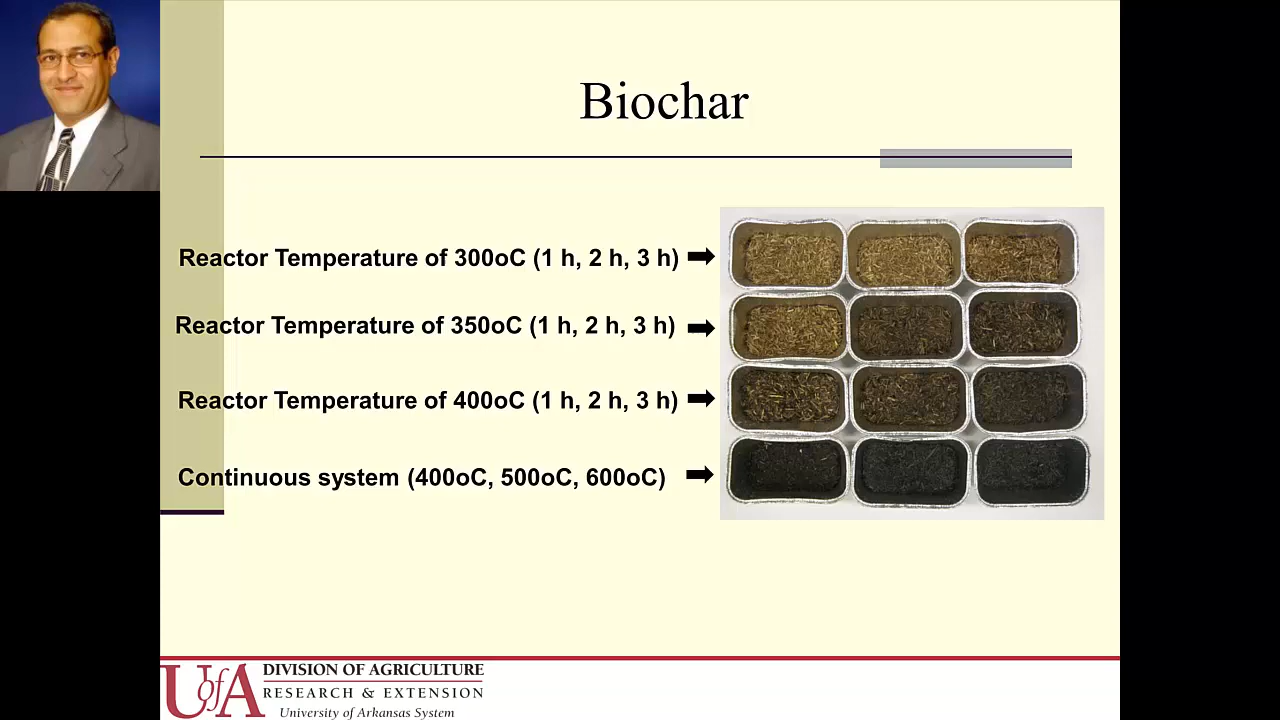 Biochar
Reactor Temperature of 300oC (1 h, 2 h, 3 h)
Reactor Temperature of 350oC (1 h, 2 h, 3 h)
Reactor Temperature of 400oC (1 h, 2 h, 3 h)
Continuous system (400oC, 500oC, 600oC)
UofA
DIVISION OF AGRICULTURE
RESEARCH & EXTENSION
University of Arkansas System